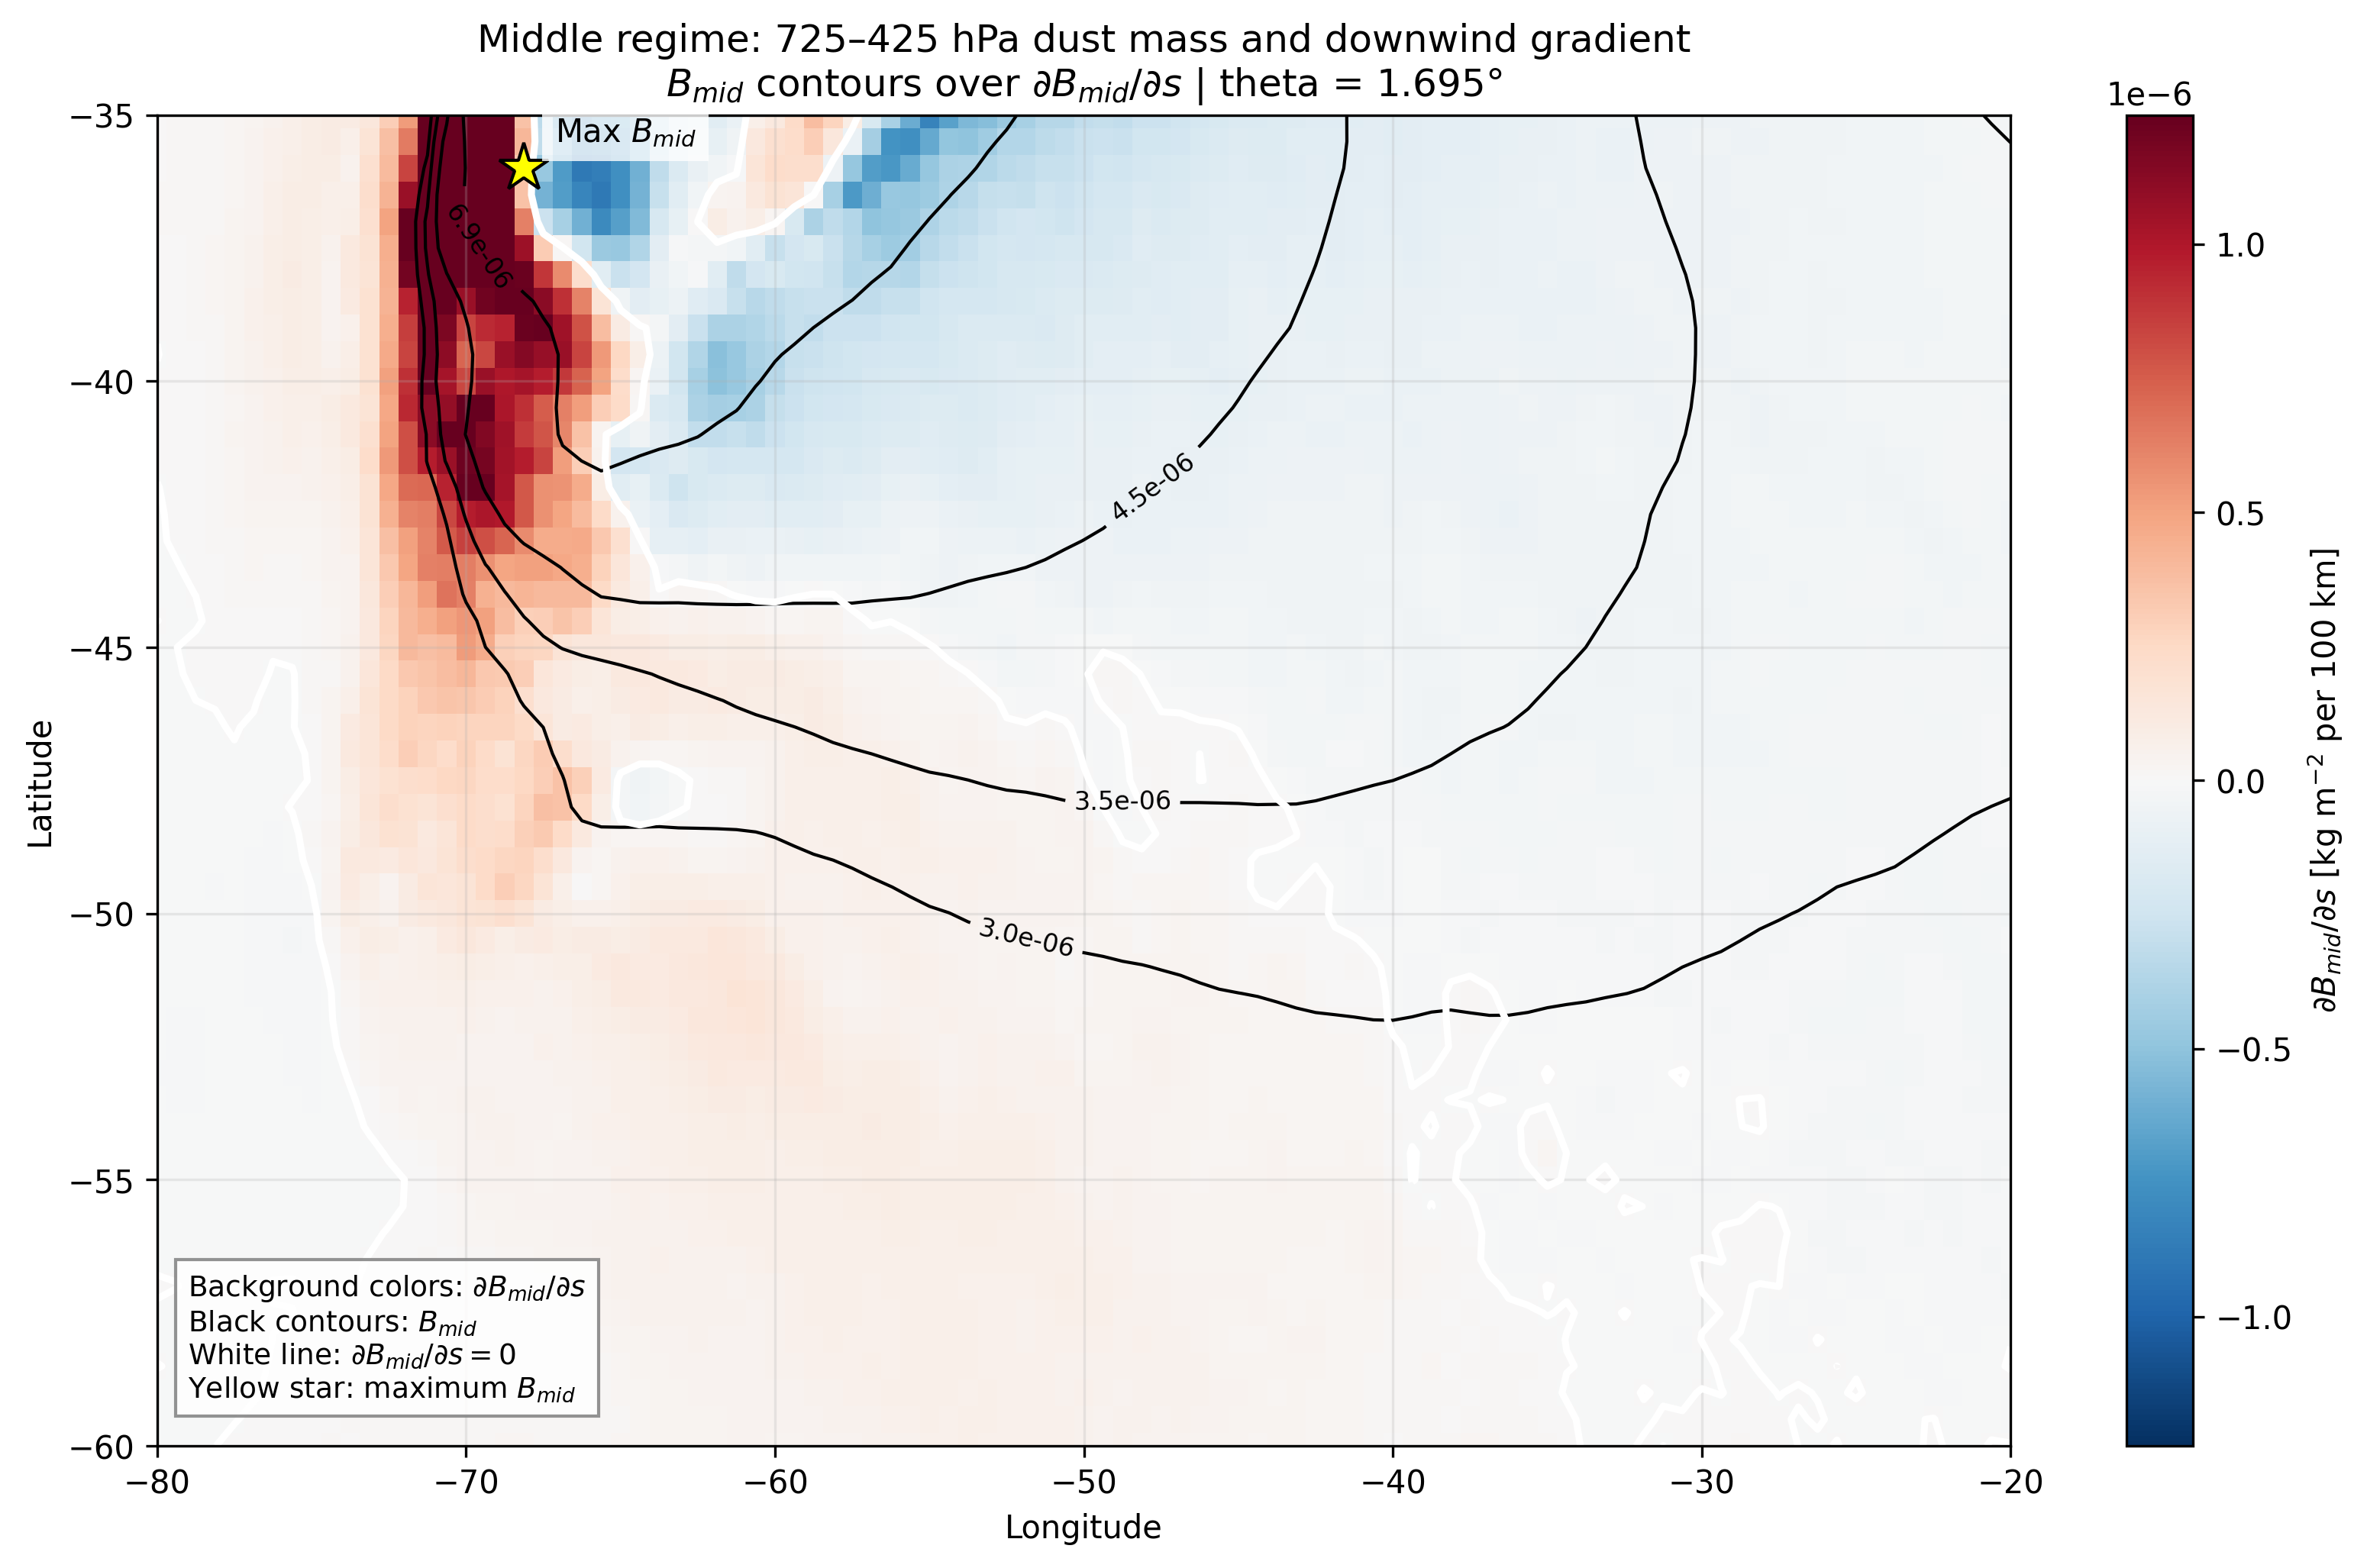 Middle regime: 725–425 hPa dust mass and downwind gradient
B_mid contours over ∂B_mid/∂s | theta = 1.695°
1e−6
Max B_mid
6.9e-06
4.5e-06
3.5e-06
3.0e-06
−35
−40
−45
−50
−55
−60
Latitude
−80
−70
−60
−50
−40
−30
−20
Longitude
1.0
0.5
0.0
−0.5
−1.0
∂B_mid/∂s [kg m⁻² per 100 km]
Background colors: ∂B_mid/∂s
Black contours: B_mid
White line: ∂B_mid/∂s = 0
Yellow star: maximum B_mid